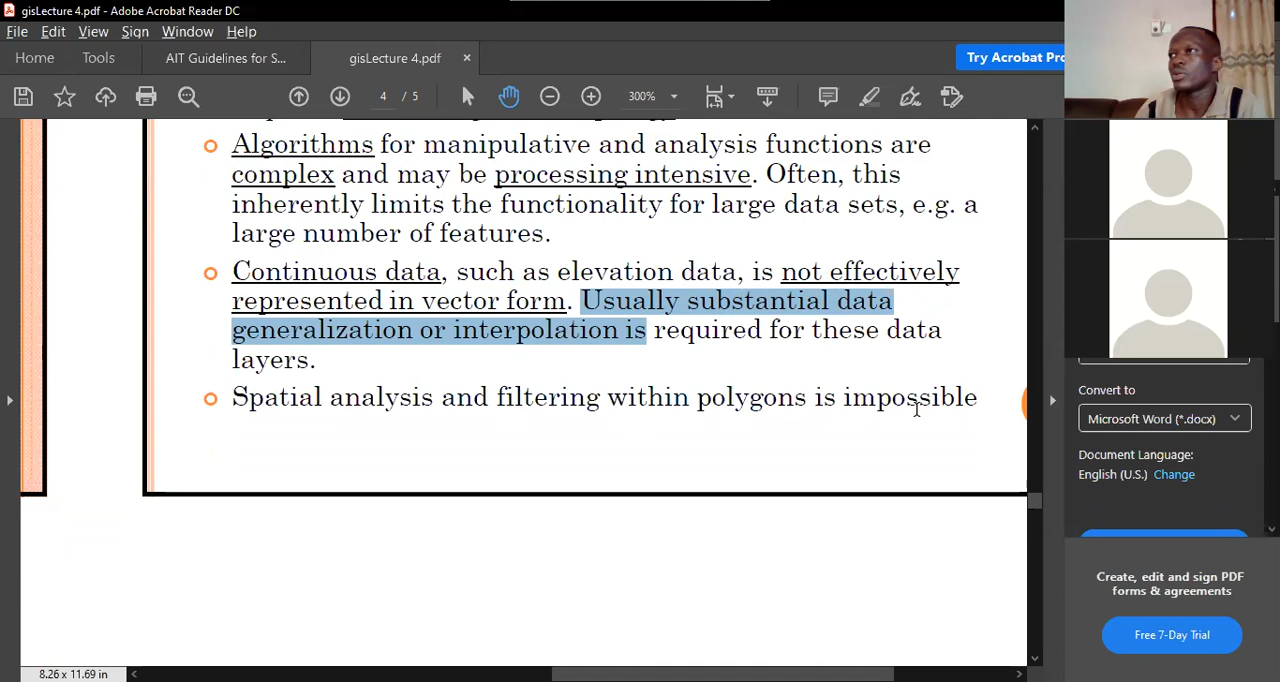 gisLecture 4.pdf - Adobe Acrobat Reader DC
File Edit View Sign Window Help
Home Tools AIT Guidelines for S... gisLecture 4.pdf × Try Acrobat Pro
4 / 5 300%
Algorithms for manipulative and analysis functions are
complex and may be processing intensive. Often, this
inherently limits the functionality for large data sets, e.g. a
large number of features.
Continuous data, such as elevation data, is not effectively
represented in vector form. Usually substantial data
generalization or interpolation is required for these data
layers.
Spatial analysis and filtering within polygons is impossible
Convert to
Microsoft Word (*.docx)
Document Language:
English (U.S.) Change
Create, edit and sign PDF
forms & agreements
Free 7-Day Trial
8.26 x 11.69 in